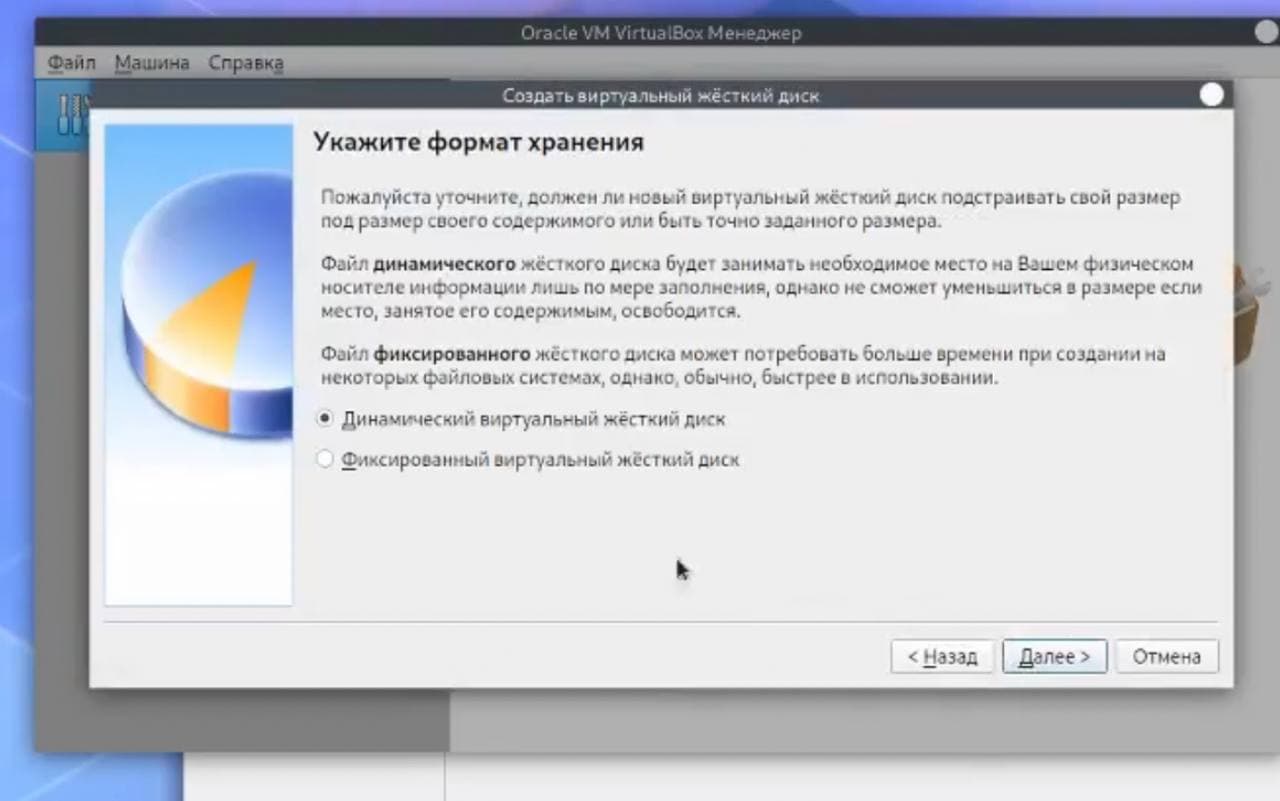 Oracle VM VirtualBox Менеджер
Файл Машина Справка
Создать виртуальный жёсткий диск
Укажите формат хранения
Пожалуйста уточните, должен ли новый виртуальный жёсткий диск подстраивать свой размер
под размер своего содержимого или быть точно заданного размера.
Файл динамического жёсткого диска будет занимать необходимое место на Вашем физическом
носителе информации лишь по мере заполнения, однако не сможет уменьшиться в размере если
место, занятое его содержимым, освободится.
Файл фиксированного жёсткого диска может потребовать больше времени при создании на
некоторых файловых системах, однако, обычно, быстрее в использовании.
Динамический виртуальный жёсткий диск
Фиксированный виртуальный жёсткий диск
< Назад Далее > Отмена